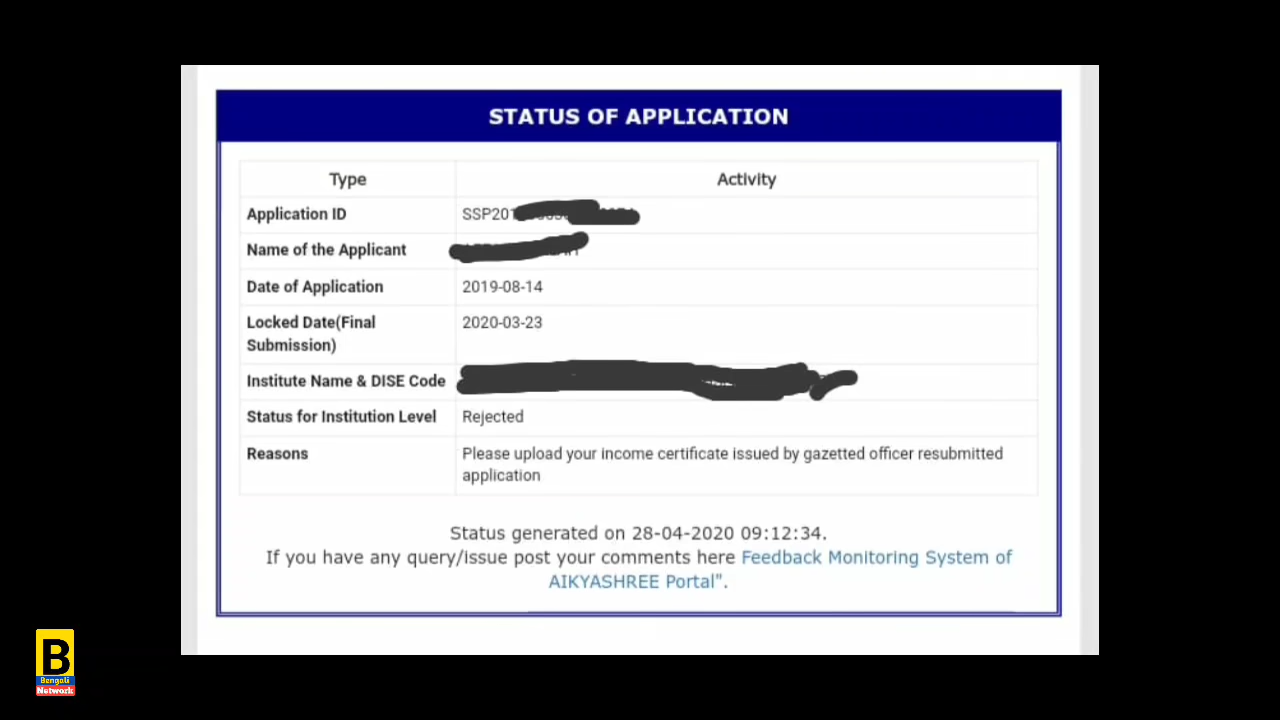 STATUS OF APPLICATION
Type Activity
Application ID SSP201
Name of the Applicant
Date of Application 2019-08-14
Locked Date(Final 2020-03-23
Submission)
Institute Name & DISE Code
Status for Institution Level Rejected
Reasons Please upload your income certificate issued by gazetted officer resubmitted
application
Status generated on 28-04-2020 09:12:34.
If you have any query/issue post your comments here Feedback Monitoring System of
AIKYASHREE Portal".
B
Bengali
Network